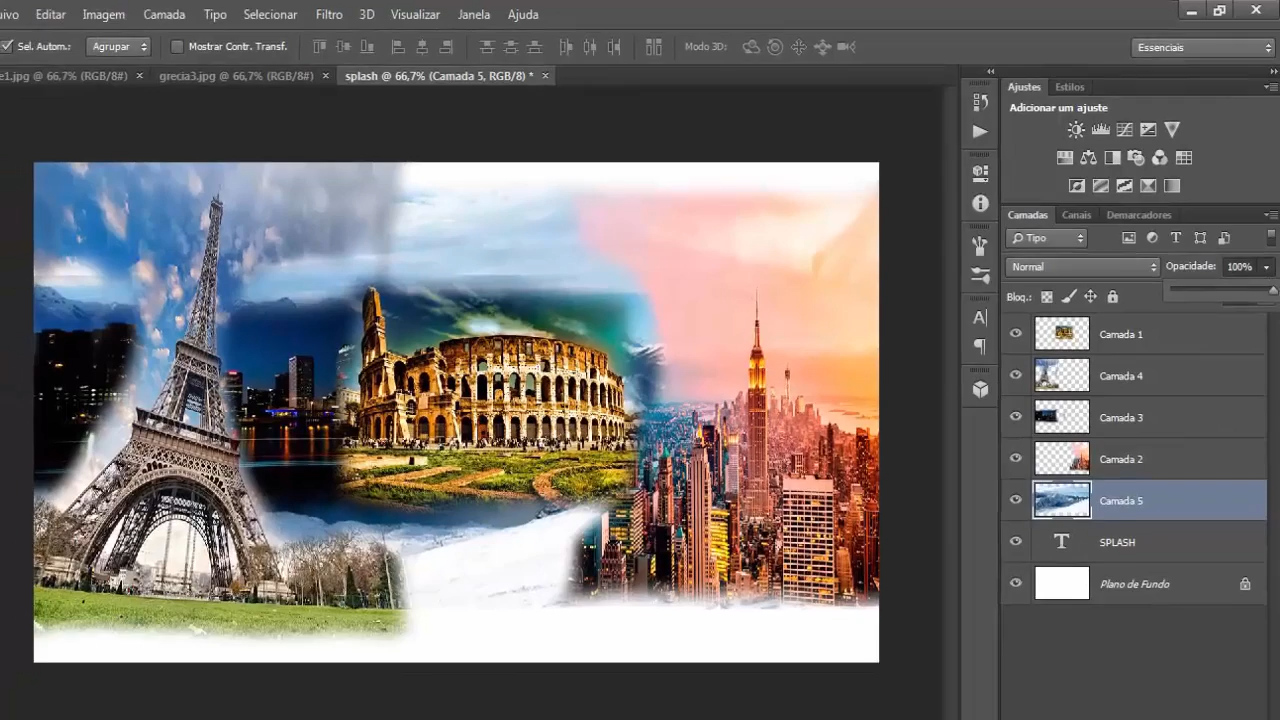 uivo Editar Imagem Camada Tipo Selecionar Filtro 3D Visualizar Janela Ajuda
Sel. Autom.: Agrupar Mostrar Contr. Transf. Modo 3D: Essenciais
e1.jpg @ 66,7% (RGB/8#) × grecia3.jpg @ 66,7% (RGB/8#) × splash @ 66,7% (Camada 5, RGB/8) * ×
Ajustes Estilos
Adicionar um ajuste
Camadas Canais Demarcadores
Tipo
Normal Opacidade: 100%
Bloq.:
Camada 1
Camada 4
Camada 3
Camada 2
Camada 5
SPLASH
Plano de Fundo